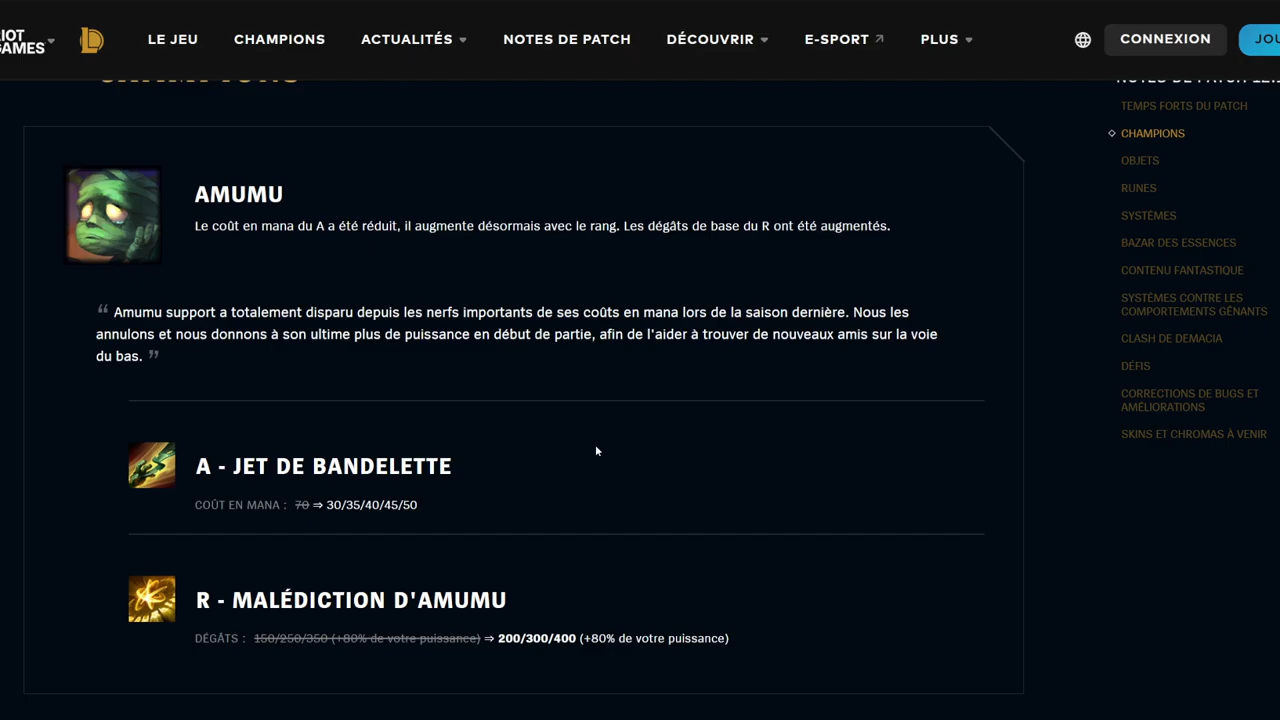 RIOT
GAMES
LE JEU
CHAMPIONS
ACTUALITÉS
NOTES DE PATCH
DÉCOUVRIR
E-SPORT
PLUS
CONNEXION
JOU
CHAMPIONS
AMUMU
Le coût en mana du A a été réduit, il augmente désormais avec le rang. Les dégâts de base du R ont été augmentés.
“ Amumu support a totalement disparu depuis les nerfs importants de ses coûts en mana lors de la saison dernière. Nous les
annulons et nous donnons à son ultime plus de puissance en début de partie, afin de l'aider à trouver de nouveaux amis sur la voie
du bas. ”
A - JET DE BANDELETTE
COÛT EN MANA : 70 ⇒ 30/35/40/45/50
R - MALÉDICTION D'AMUMU
DÉGÂTS : 150/250/350 (+80% de votre puissance) ⇒ 200/300/400 (+80% de votre puissance)
NOTES DE PATCH
TEMPS FORTS DU PATCH
CHAMPIONS
OBJETS
RUNES
SYSTÈMES
BAZAR DES ESSENCES
CONTENU FANTASTIQUE
SYSTÈMES CONTRE LES
COMPORTEMENTS GÊNANTS
CLASH DE DEMACIA
DÉFIS
CORRECTIONS DE BUGS ET
AMÉLIORATIONS
SKINS ET CHROMAS À VENIR